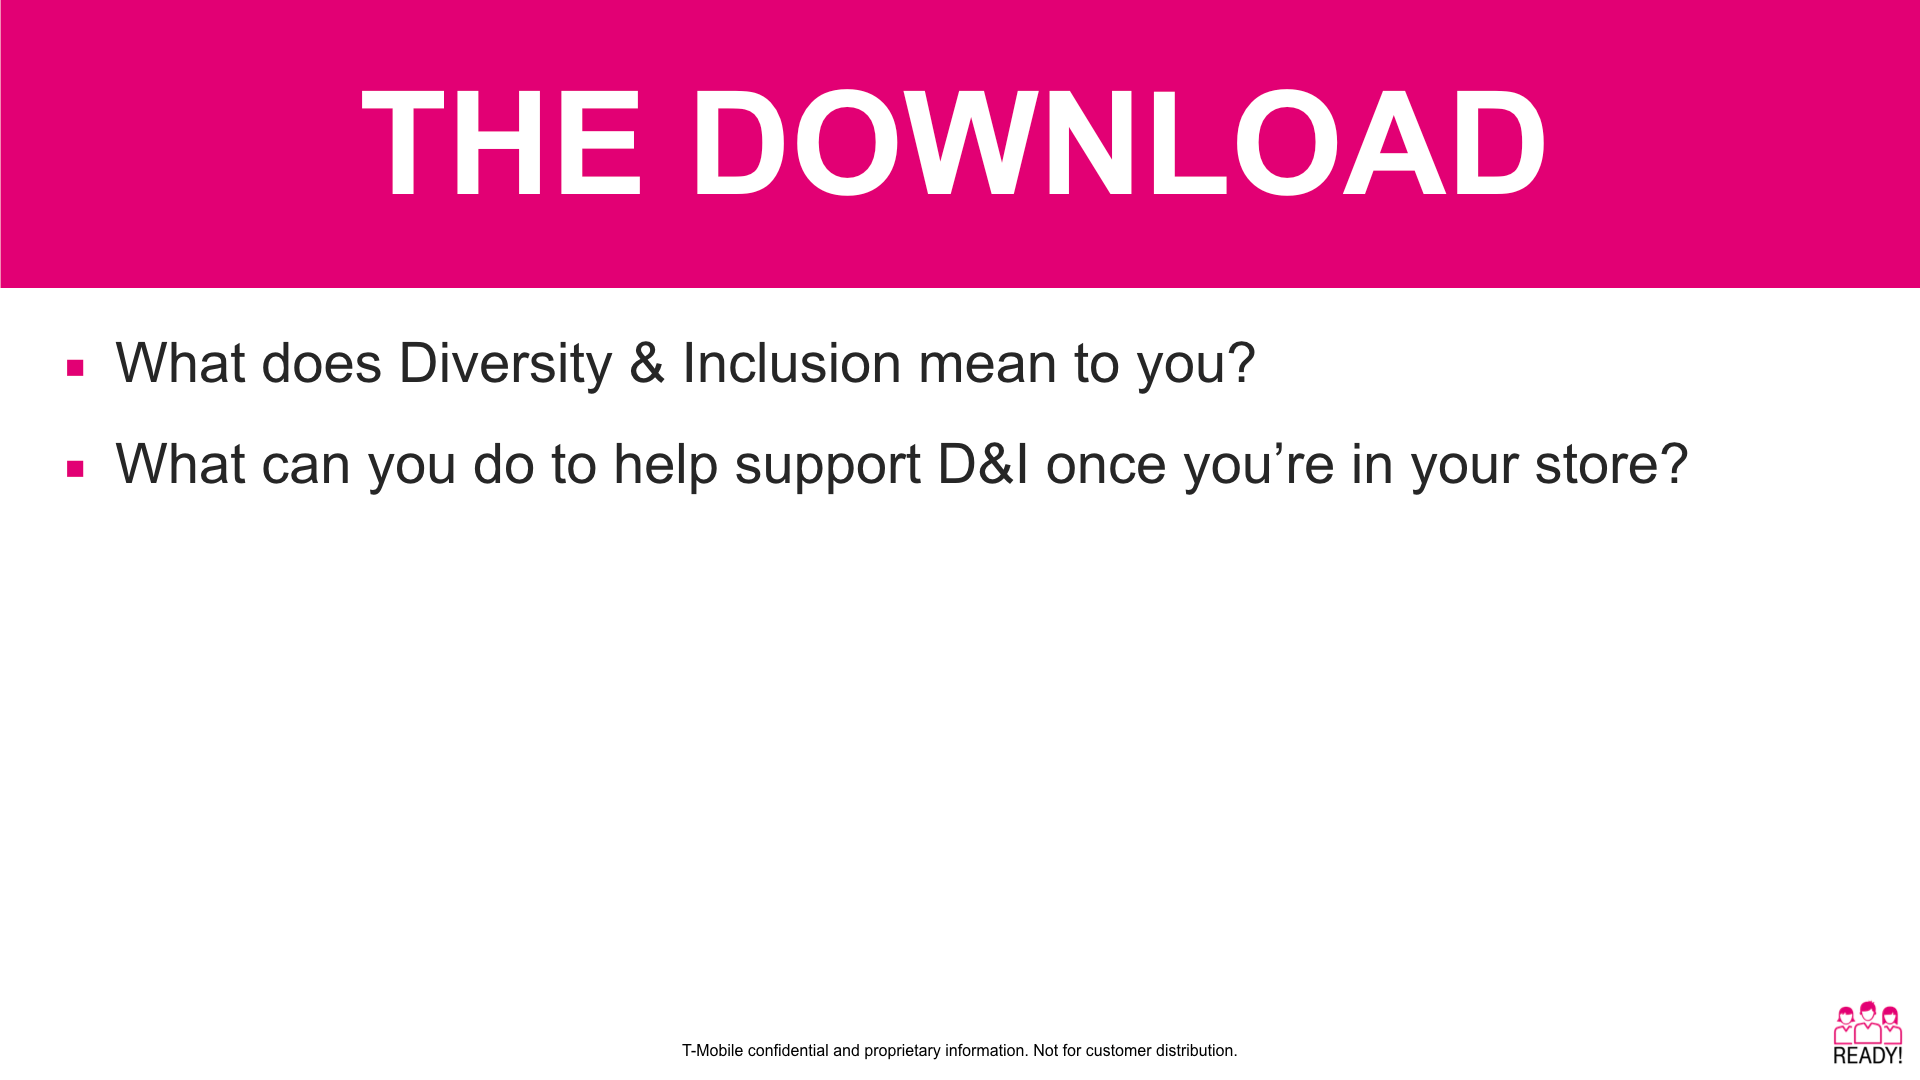 THE DOWNLOAD
What does Diversity & Inclusion mean to you?
What can you do to help support D&I once you’re in your store?
T-Mobile confidential and proprietary information. Not for customer distribution.
READY!